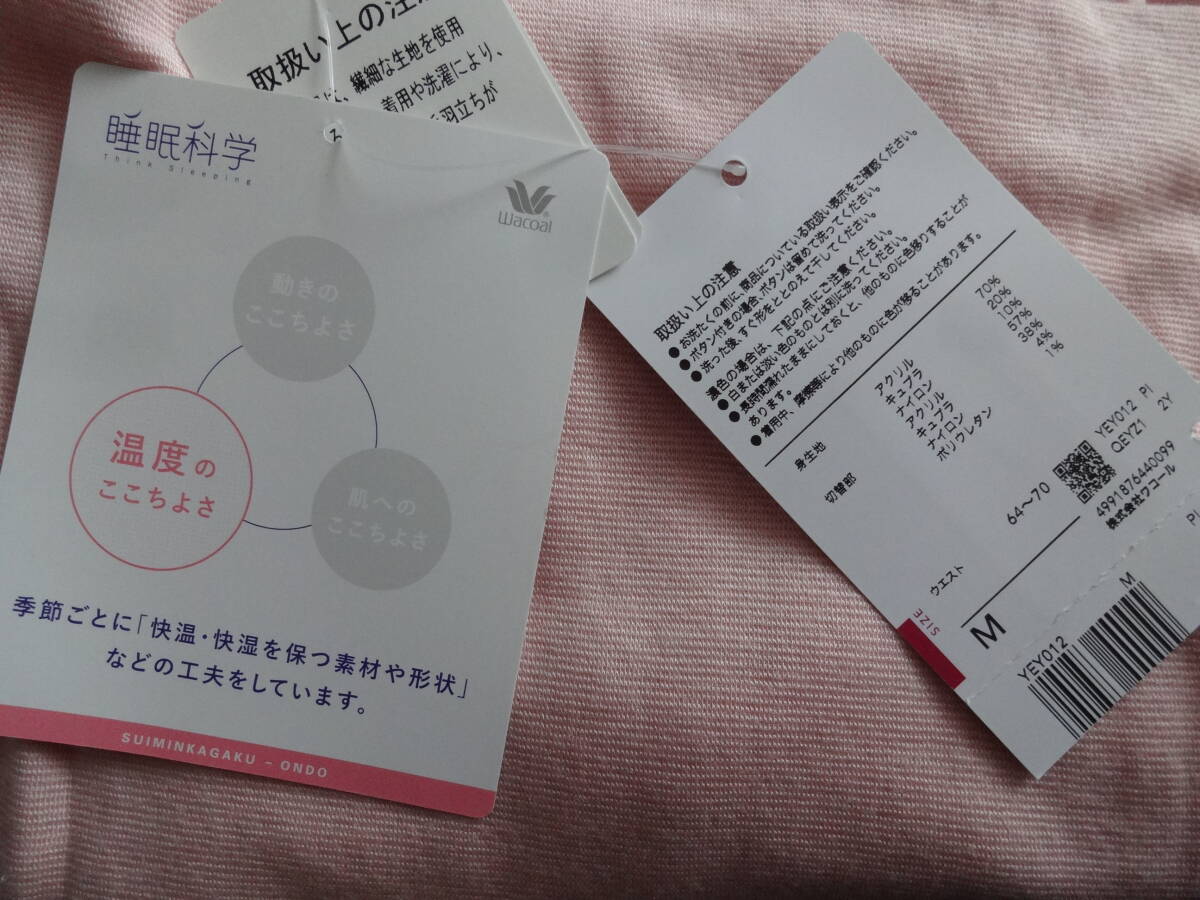 取扱い上の注意
繊細な生地を使用
着用や洗濯により、
羽立ちが
睡眠科学
Think Sleeping
Wacoal
動きの
ここちよさ
温度の
ここちよさ
肌への
ここちよさ
季節ごとに「快温・快湿を保つ素材や形状」
などの工夫をしています。
SUIMINKAGAKU – ONDO
取扱い上の注意
●お洗たくの前に、商品についている取扱い表示をご確認ください。
●ボタン付きの場合、ボタンは留めて洗ってください。
●洗った後、すぐ形をととのえて干してください。
濃色の場合は、下記の点にご注意ください。
●白または淡い色のものとは別に洗ってください。
●長時間濡れたままにしておくと、他のものに色移りすることが
あります。
●着用中、摩擦等により他のものに色が移ることがあります。
身生地 アクリル 70%
キュプラ 20%
ナイロン 10%
切替部 アクリル 57%
キュプラ 38%
ナイロン 4%
ポリウレタン 1%
ウエスト 64〜70
YEY012 PI
QEYZ1 2Y
4991876440099
株式会社ワコール
SIZE
M
PI
YEY012 M